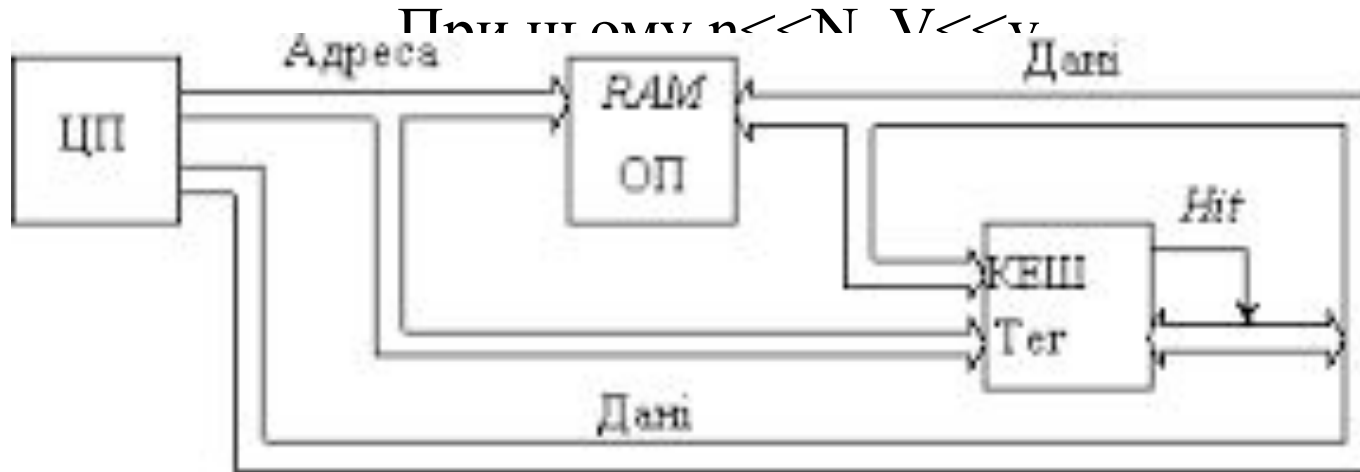 При цьому n<<N, V<<v
Адреса
Дані
ЦП
RAM
ОП
Hit
КЕШ
Тег
Дані